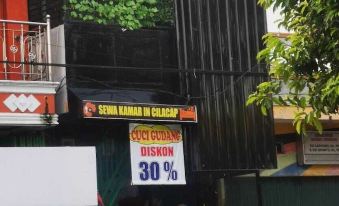 SEWA KAMAR IN CILACAP
CUCI GUDANG
DISKON
30 %